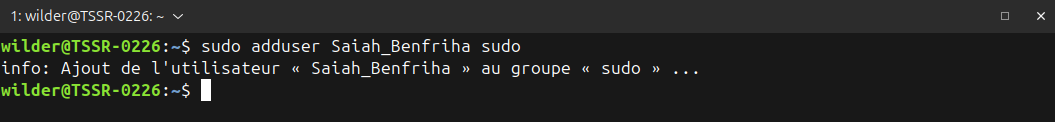 1: wilder@TSSR-0226: ~
wilder@TSSR-0226:~$ sudo adduser Saiah_Benfriha sudo
info: Ajout de l'utilisateur « Saiah_Benfriha » au groupe « sudo » ...
wilder@TSSR-0226:~$